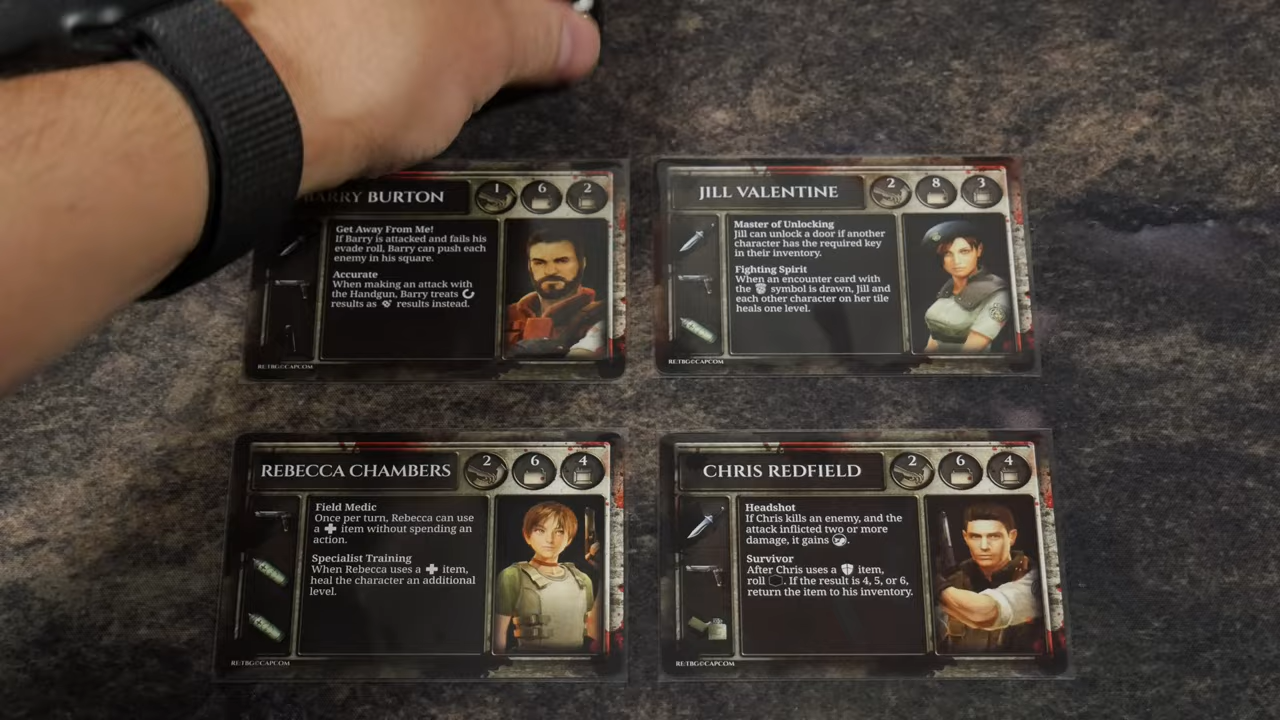 BARRY BURTON
1
6
2
Get Away From Me!
If Barry is attacked and fails his
evade roll, Barry can push each
enemy in his square.
Accurate
When making an attack with
the Handgun, Barry treats
results as results instead.
RE:TBG©CAPCOM
JILL VALENTINE
2
8
3
Master of Unlocking
Jill can unlock a door if another
character has the required key
in their inventory.
Fighting Spirit
When an encounter card with
the symbol is drawn, Jill and
each other character on her tile
heals one level.
RE:TBG©CAPCOM
REBECCA CHAMBERS
2
6
4
Field Medic
Once per turn, Rebecca can use
a item without spending an
action.
Specialist Training
When Rebecca uses a item,
heal the character an additional
level.
RE:TBG©CAPCOM
CHRIS REDFIELD
2
6
4
Headshot
If Chris kills an enemy, and the
attack inflicted two or more
damage, it gains .
Survivor
After Chris uses a item,
roll . If the result is 4, 5, or 6,
return the item to his inventory.
RE:TBG©CAPCOM